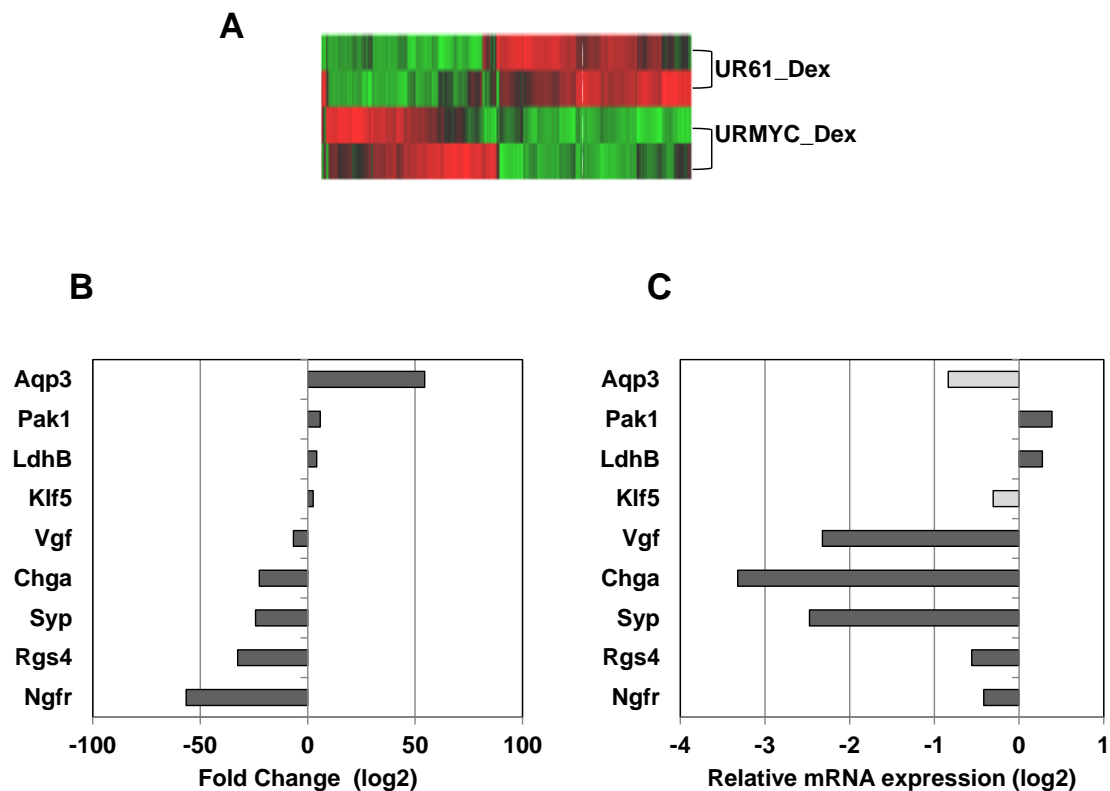 A
UR61_Dex
URMYC_Dex
B
Aqp3
Pak1
LdhB
Klf5
Vgf
Chga
Syp
Rgs4
Ngfr
-100 -50 0 50 100
Fold Change (log2)
C
Aqp3
Pak1
LdhB
Klf5
Vgf
Chga
Syp
Rgs4
Ngfr
-4 -3 -2 -1 0 1
Relative mRNA expression (log2)